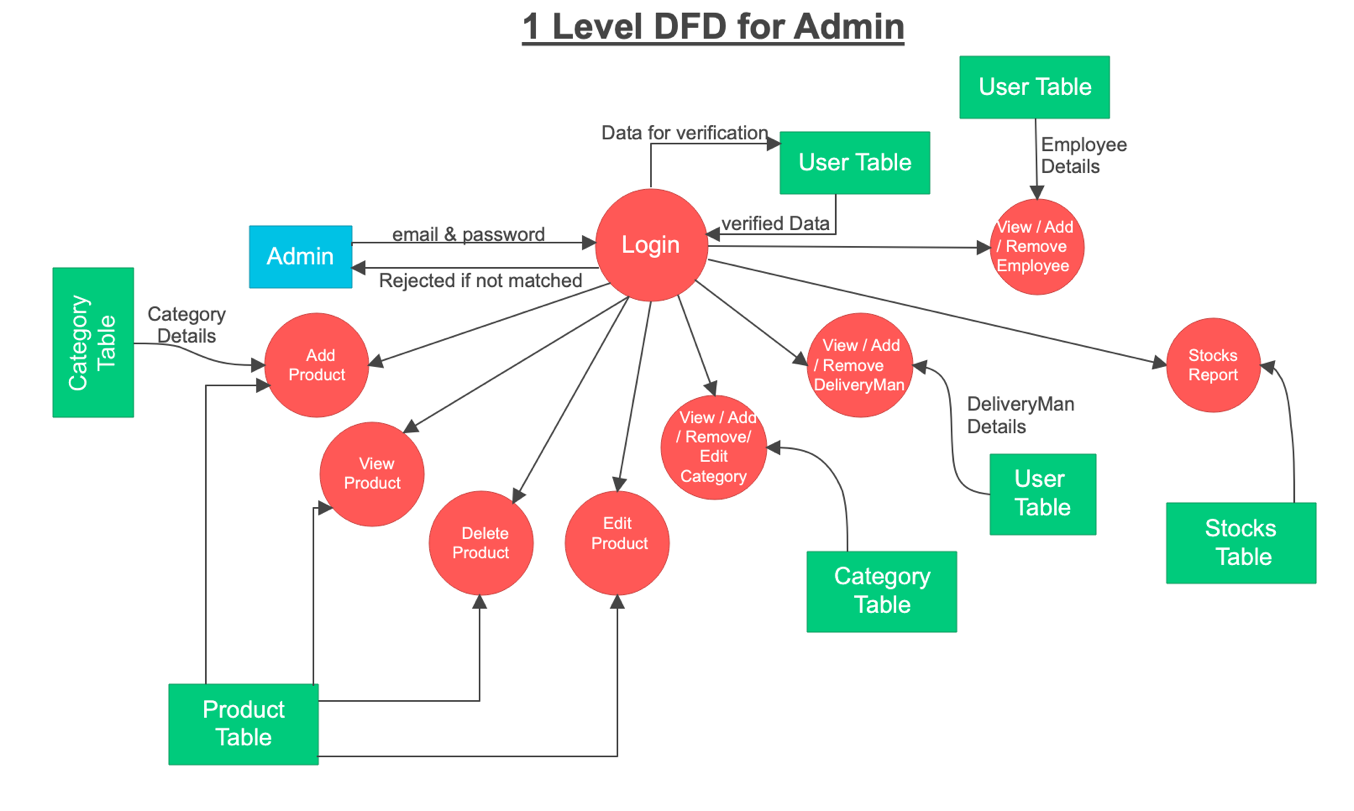 1 Level DFD for Admin
User Table
Data for verification
User Table
Employee
Details
verified Data
View / Add
/ Remove
Employee
email & password
Login
Admin
Rejected if not matched
Category
Table
Category
Details
Add
Product
View / Add
/ Remove
DeliveryMan
Stocks
Report
View / Add
/ Remove/
Edit
Category
DeliveryMan
Details
View
Product
User
Table
Delete
Product
Edit
Product
Stocks
Table
Category
Table
Product
Table